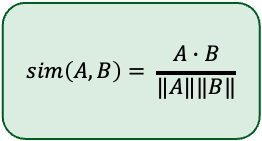 sim(A, B) = A · B / ‖A‖‖B‖